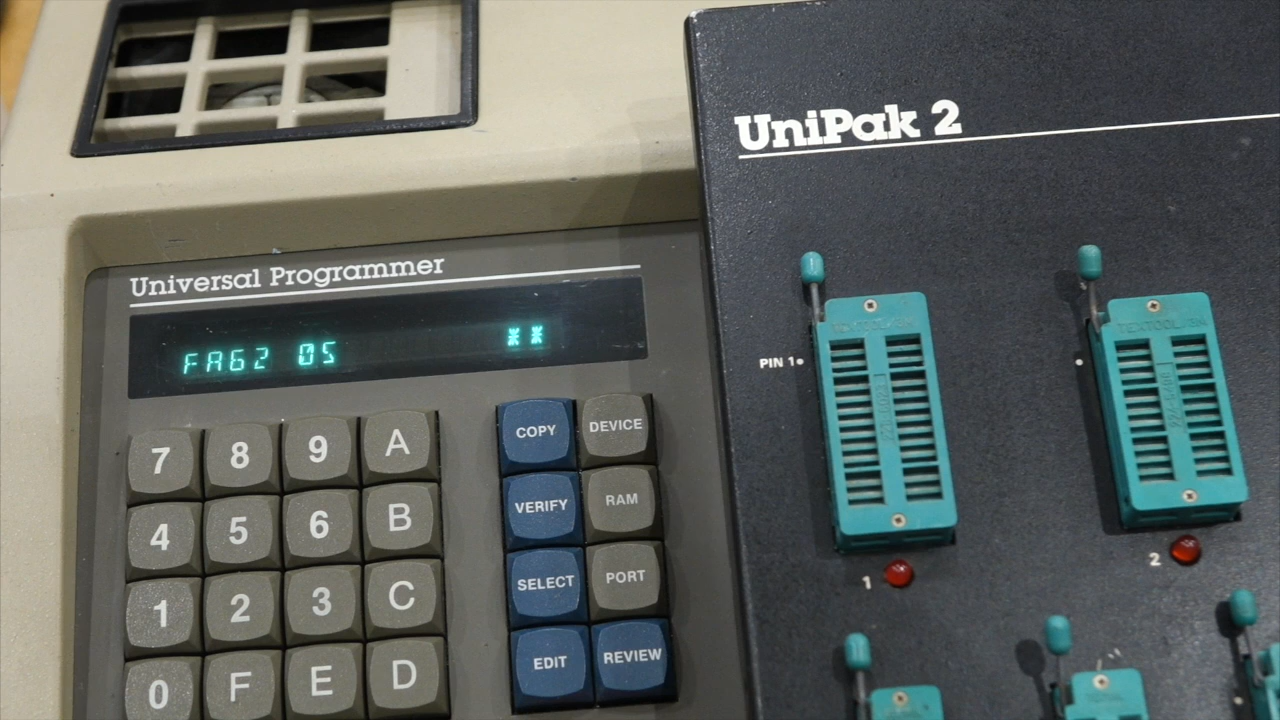 UniPak 2
Universal Programmer
FA62 05 **
PIN 1
7 8 9 A
COPY DEVICE
4 5 6 B
VERIFY RAM
1 2 3 C
SELECT PORT
0 F E D
EDIT REVIEW
1
2